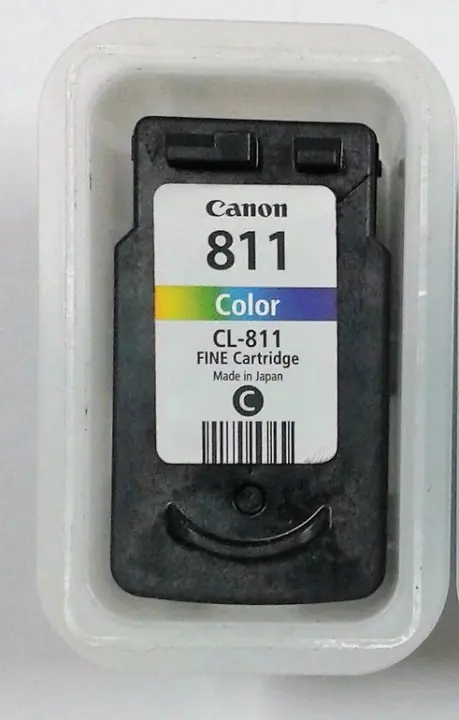 Canon
811
Color
CL-811
FINE Cartridge
Made in Japan
C